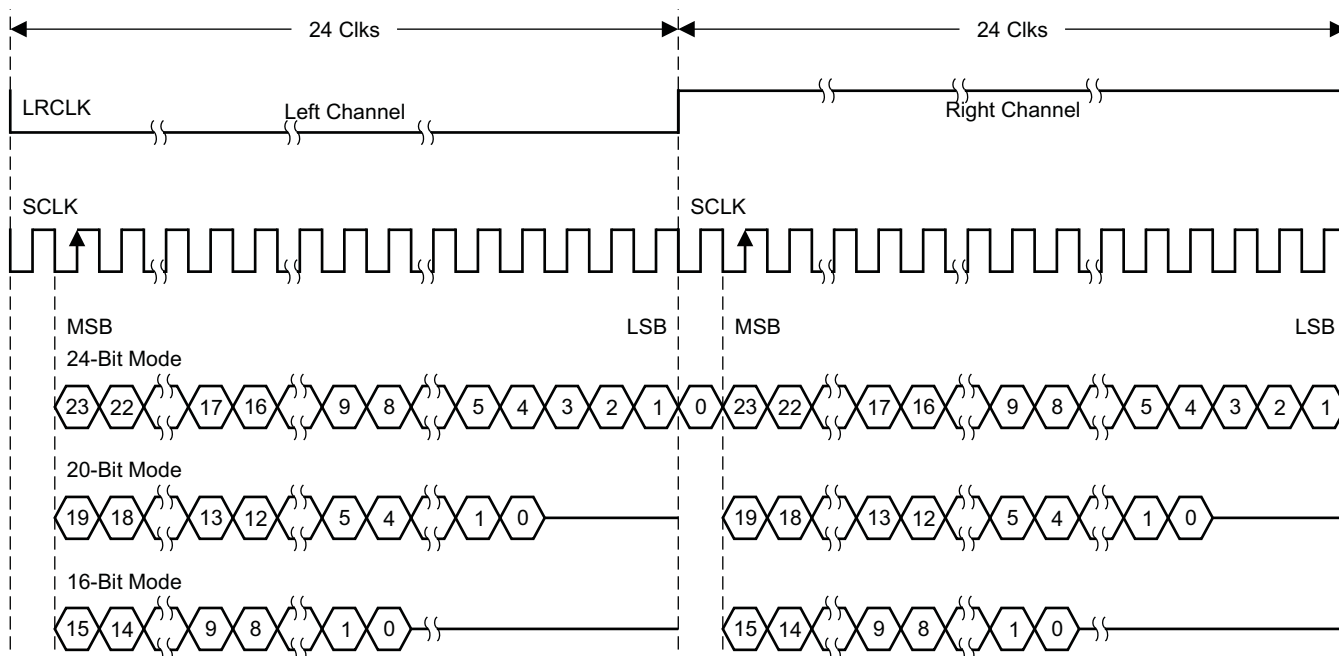 24 Clks 24 Clks
LRCLK Left Channel Right Channel
SCLK SCLK
MSB LSB MSB LSB
24-Bit Mode
23 22 17 16 9 8 5 4 3 2 1 0 23 22 17 16 9 8 5 4 3 2 1
20-Bit Mode
19 18 13 12 5 4 1 0 19 18 13 12 5 4 1 0
16-Bit Mode
15 14 9 8 1 0 15 14 9 8 1 0